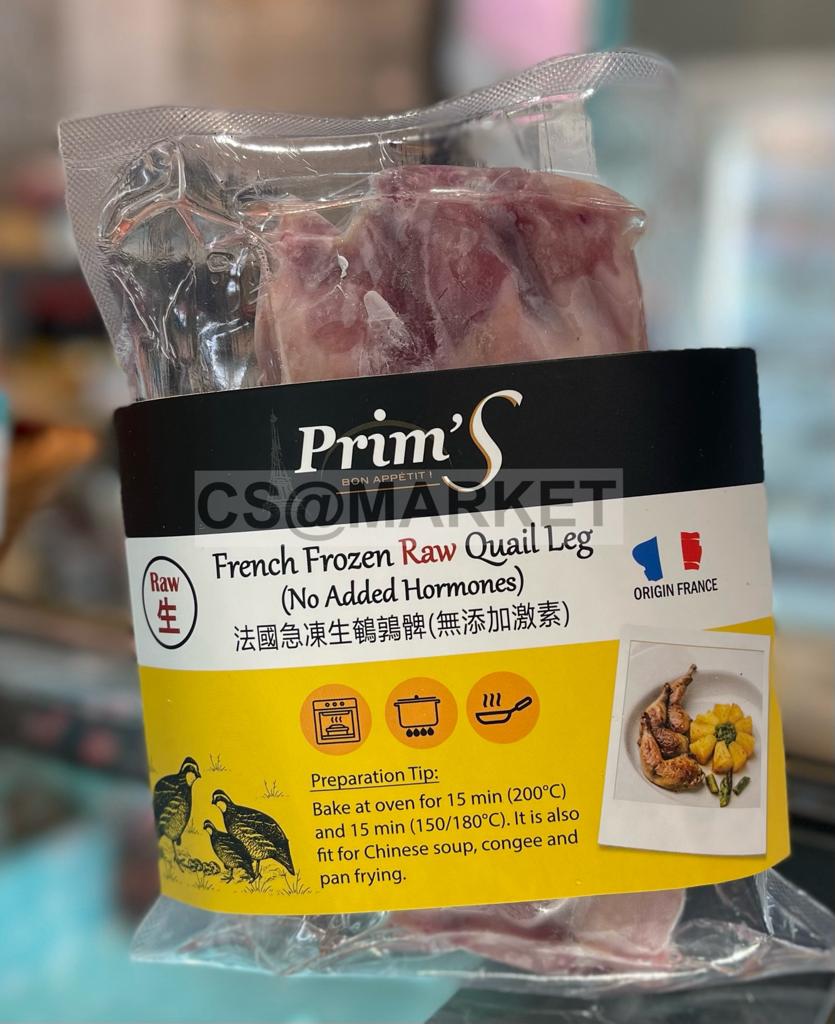 Prim'S
BON APPÉTIT !
CS@MARKET
French Frozen Raw Quail Leg
(No Added Hormones)
法國急凍生鵪鶉髀(無添加激素)
Raw
生
ORIGIN FRANCE
Preparation Tip:
Bake at oven for 15 min (200°C)
and 15 min (150/180°C). It is also
fit for Chinese soup, congee and
pan frying.